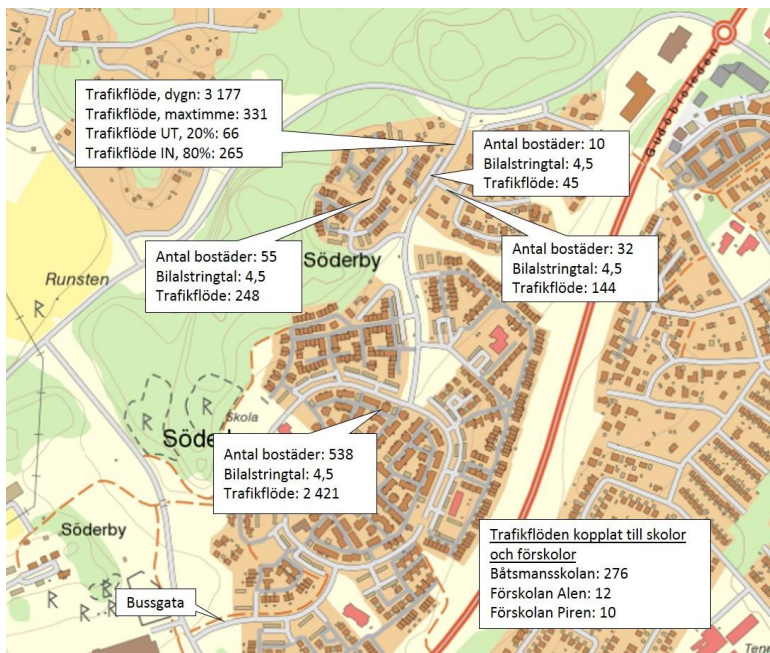 Trafikflöde, dygn: 3 177
Trafikflöde, maxtimme: 331
Trafikflöde UT, 20%: 66
Trafikflöde IN, 80%: 265
Gudöbroleden
Antal bostäder: 10
Bilalstringtal: 4,5
Trafikflöde: 45
Antal bostäder: 55
Bilalstringtal: 4,5
Trafikflöde: 248
Söderby
Antal bostäder: 32
Bilalstringtal: 4,5
Trafikflöde: 144
Runsten
R
R
R
Skola
Söder
Antal bostäder: 538
Bilalstringtal: 4,5
Trafikflöde: 2 421
Söderby
R
R
R
Bussgata
Trafikflöden kopplat till skolor
och förskolor
Båtsmansskolan: 276
Förskolan Alen: 12
Förskolan Piren: 10
Tenn